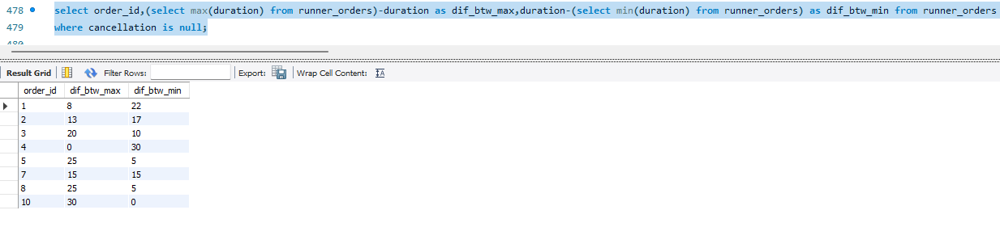 478 select order_id,(select max(duration) from runner_orders)-duration as dif_btw_max,duration-(select min(duration) from runner_orders) as dif_btw_min from runner_orders
479 where cancellation is null;
480
Result Grid Filter Rows: Export: Wrap Cell Content:
order_id dif_btw_max dif_btw_min
1 8 22
2 13 17
3 20 10
4 0 30
5 25 5
7 15 15
8 25 5
10 30 0